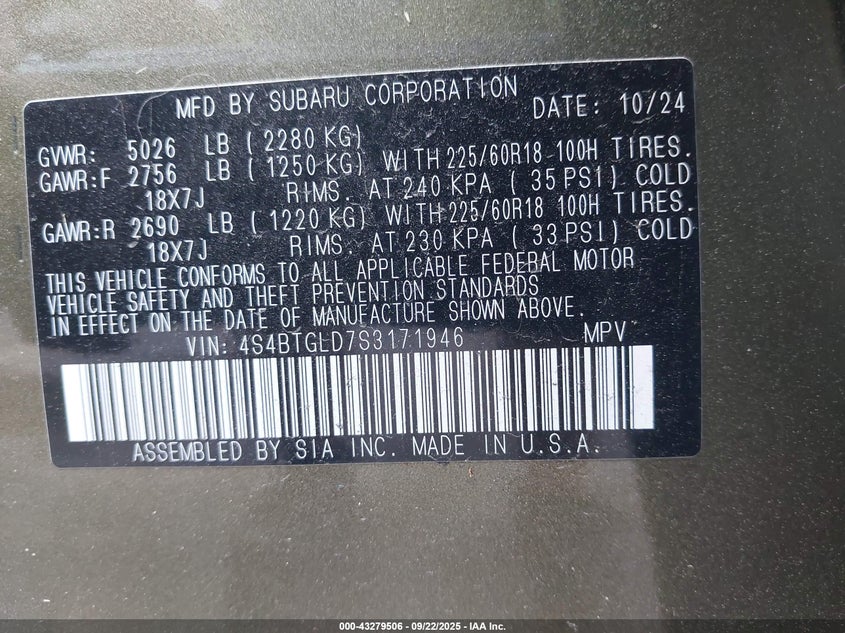 MFD BY SUBARU CORPORATION DATE: 10/24
GVWR: 5026 LB ( 2280 KG)
GAWR:F 2756 LB ( 1250 KG) WITH 225/60R18 100H TIRES.
18X7J RIMS. AT 240 KPA ( 35 PSI) COLD
GAWR:R 2690 LB ( 1220 KG) WITH 225/60R18 100H TIRES.
18X7J RIMS AT 230 KPA ( 33 PSI) COLD
THIS VEHICLE CONFORMS TO ALL APPLICABLE FEDERAL MOTOR
VEHICLE SAFETY AND THEFT PREVENTION STANDARDS
IN EFFECT ON THE DATE OF MANUFACTURE SHOWN ABOVE.
VIN: 4S4BTGLD7S3171946 MPV
ASSEMBLED BY SIA INC. MADE IN U.S.A.
000-43279506 - 09/22/2025 - IAA Inc.